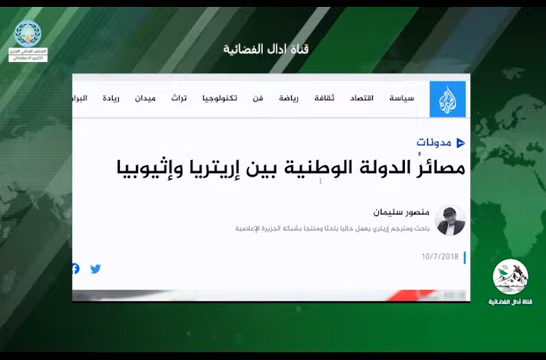 قناة ادال الفضائية
سياسة اقتصاد ثقافة رياضة فن تكنولوجيا تراث ميدان ريادة
مدونات
مصائرُ الدولة الوطنية بين إريتريا وإثيوبيا
منصور سليمان
باحث ومترجم إريتري يعمل حاليا باحثا ومنتجا بشبكة الجزيرة الإعلامية
10/7/2018
قناة أدال الفضائية